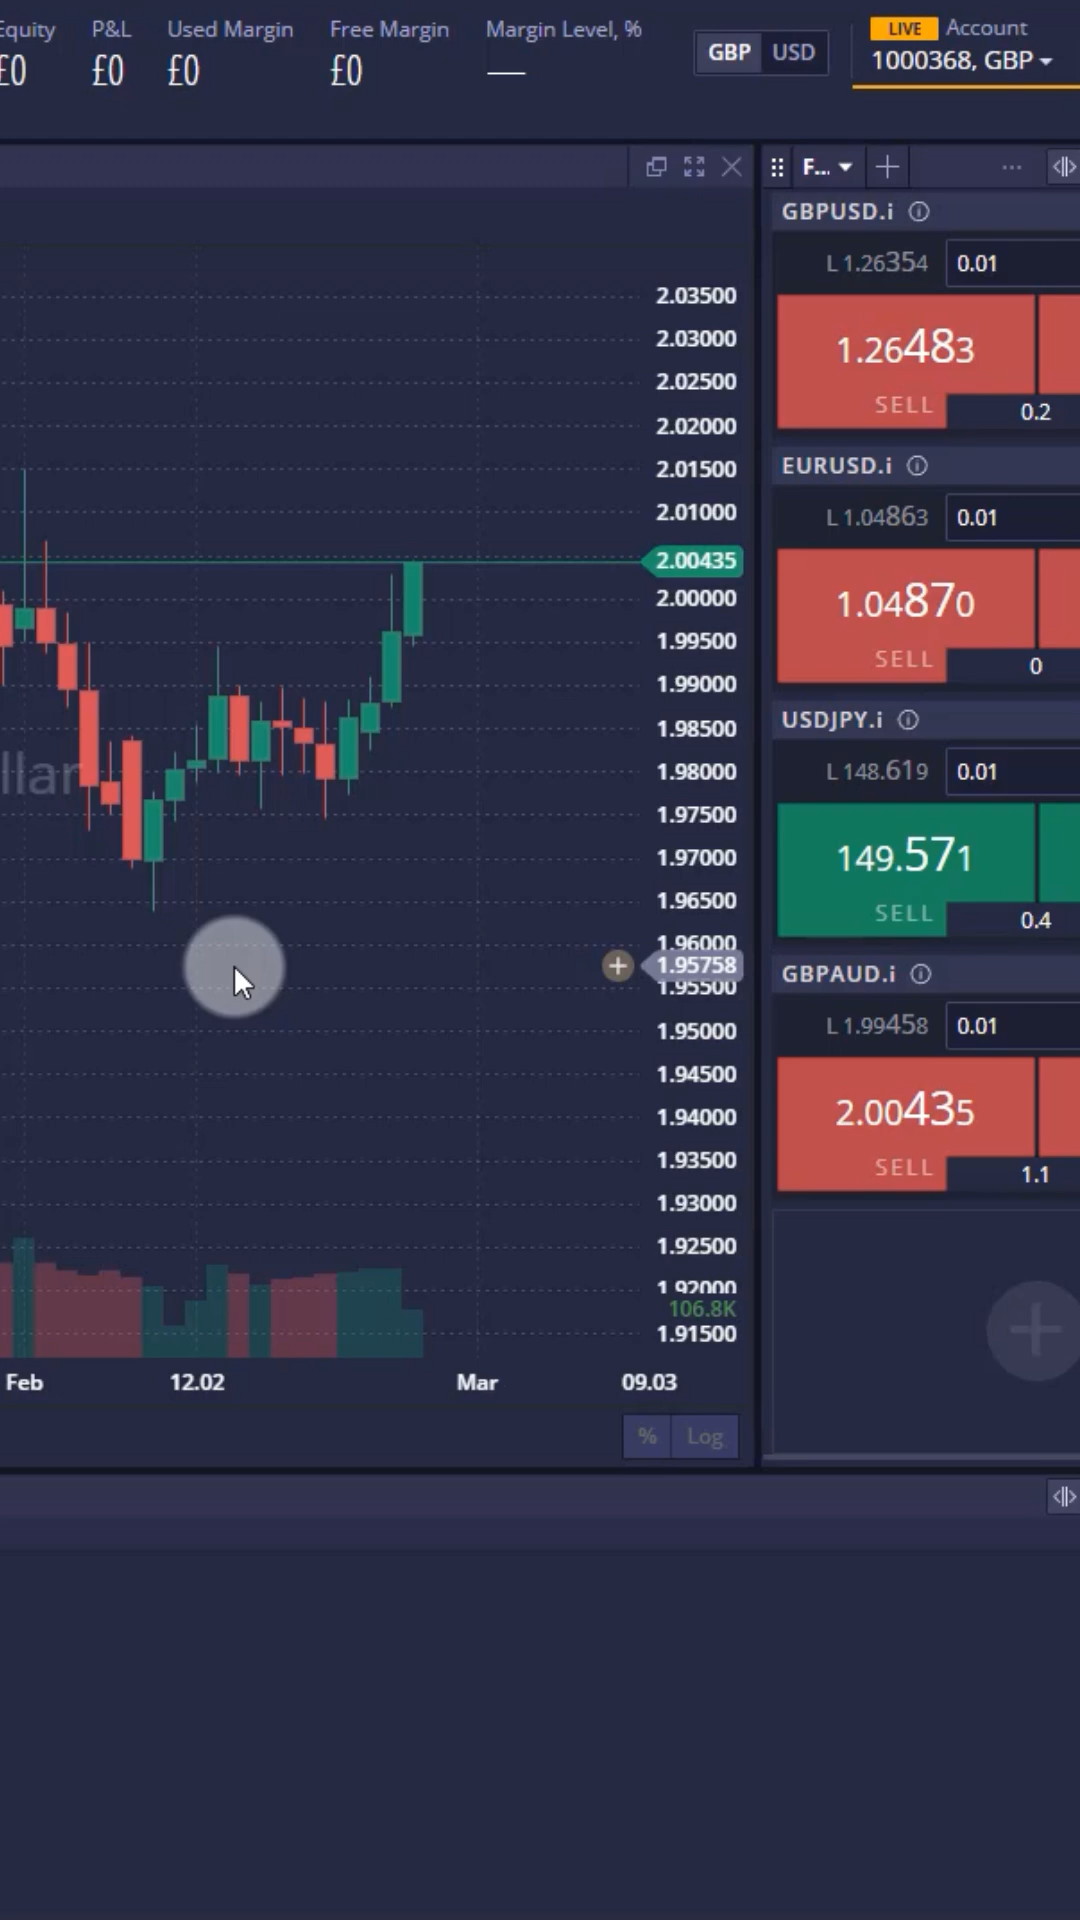 Equity P&L Used Margin Free Margin Margin Level, % GBP USD LIVE Account
£0 £0 £0 £0 — 1000368, GBP
F...
GBPUSD.i
L 1.26354 0.01
1.26483
SELL
0.2
EURUSD.i
L 1.04863 0.01
1.04870
SELL
0
USDJPY.i
L 148.619 0.01
149.571
SELL
0.4
GBPAUD.i
L 1.99458 0.01
2.00435
SELL
1.1
2.03500
2.03000
2.02500
2.02000
2.01500
2.01000
2.00435
2.00000
1.99500
1.99000
1.98500
llar
1.98000
1.97500
1.97000
1.96500
1.96000
1.95758
1.95500
1.95000
1.94500
1.94000
1.93500
1.93000
1.92500
1.92000
106.8K
1.91500
Feb 12.02 Mar 09.03
% Log